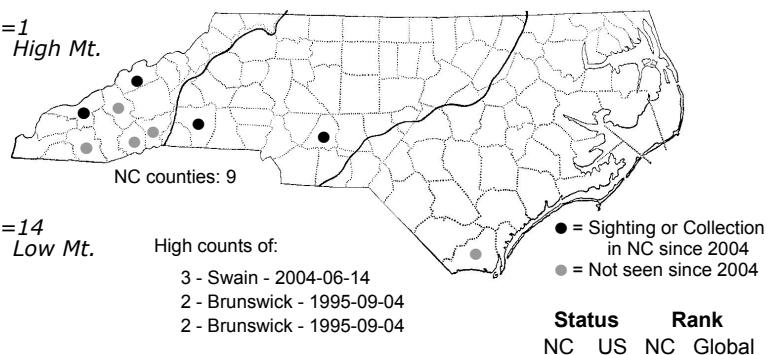 =1
High Mt.
NC counties: 9
=14
Low Mt.
High counts of:
3 - Swain - 2004-06-14
2 - Brunswick - 1995-09-04
2 - Brunswick - 1995-09-04
= Sighting or Collection
in NC since 2004
= Not seen since 2004
Status Rank
NC US NC Global